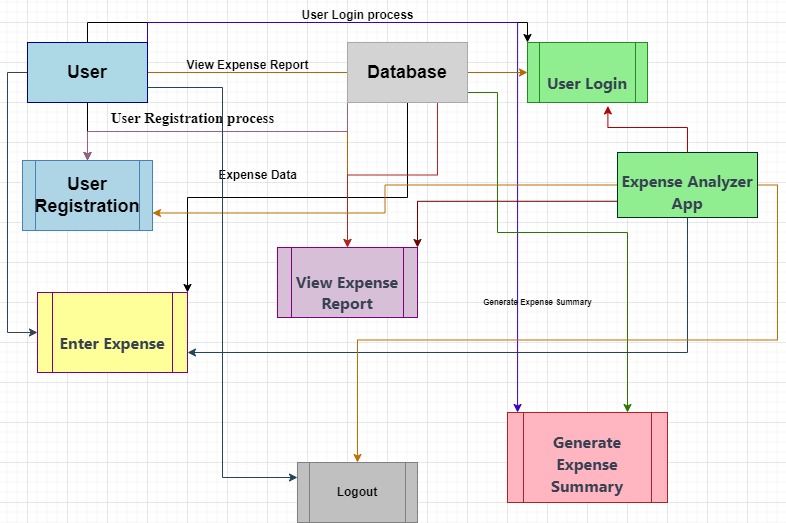 User Login process
User
View Expense Report
Database
User Login
User Registration process
User
Registration
Expense Data
Expense Analyzer
App
View Expense
Report
Generate Expense Summary
Enter Expense
Generate
Expense
Summary
Logout